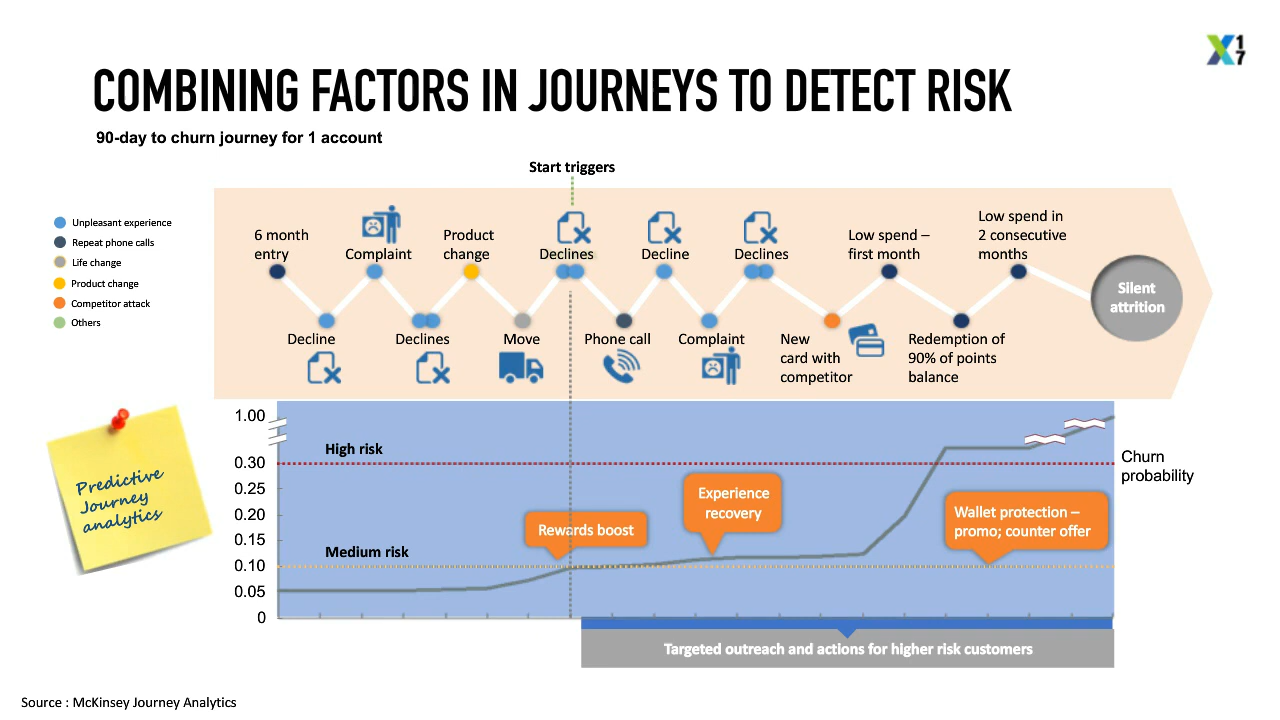 X 1
7
COMBINING FACTORS IN JOURNEYS TO DETECT RISK
90-day to churn journey for 1 account
Start triggers
Unpleasant experience
Repeat phone calls
Life change
Product change
Competitor attack
Others
6 month
entry
Complaint
Product
change
Declines
Decline
Declines
Low spend –
first month
Low spend in
2 consecutive
months
Silent
attrition
Decline
Declines
Move
Phone call
Complaint
New
card with
competitor
Redemption of
90% of points
balance
Predictive
Journey
analytics
1.00
0.30
0.25
0.20
0.15
0.10
0.05
0
High risk
Medium risk
Rewards boost
Experience
recovery
Wallet protection –
promo; counter offer
Churn
probability
Targeted outreach and actions for higher risk customers
Source : McKinsey Journey Analytics